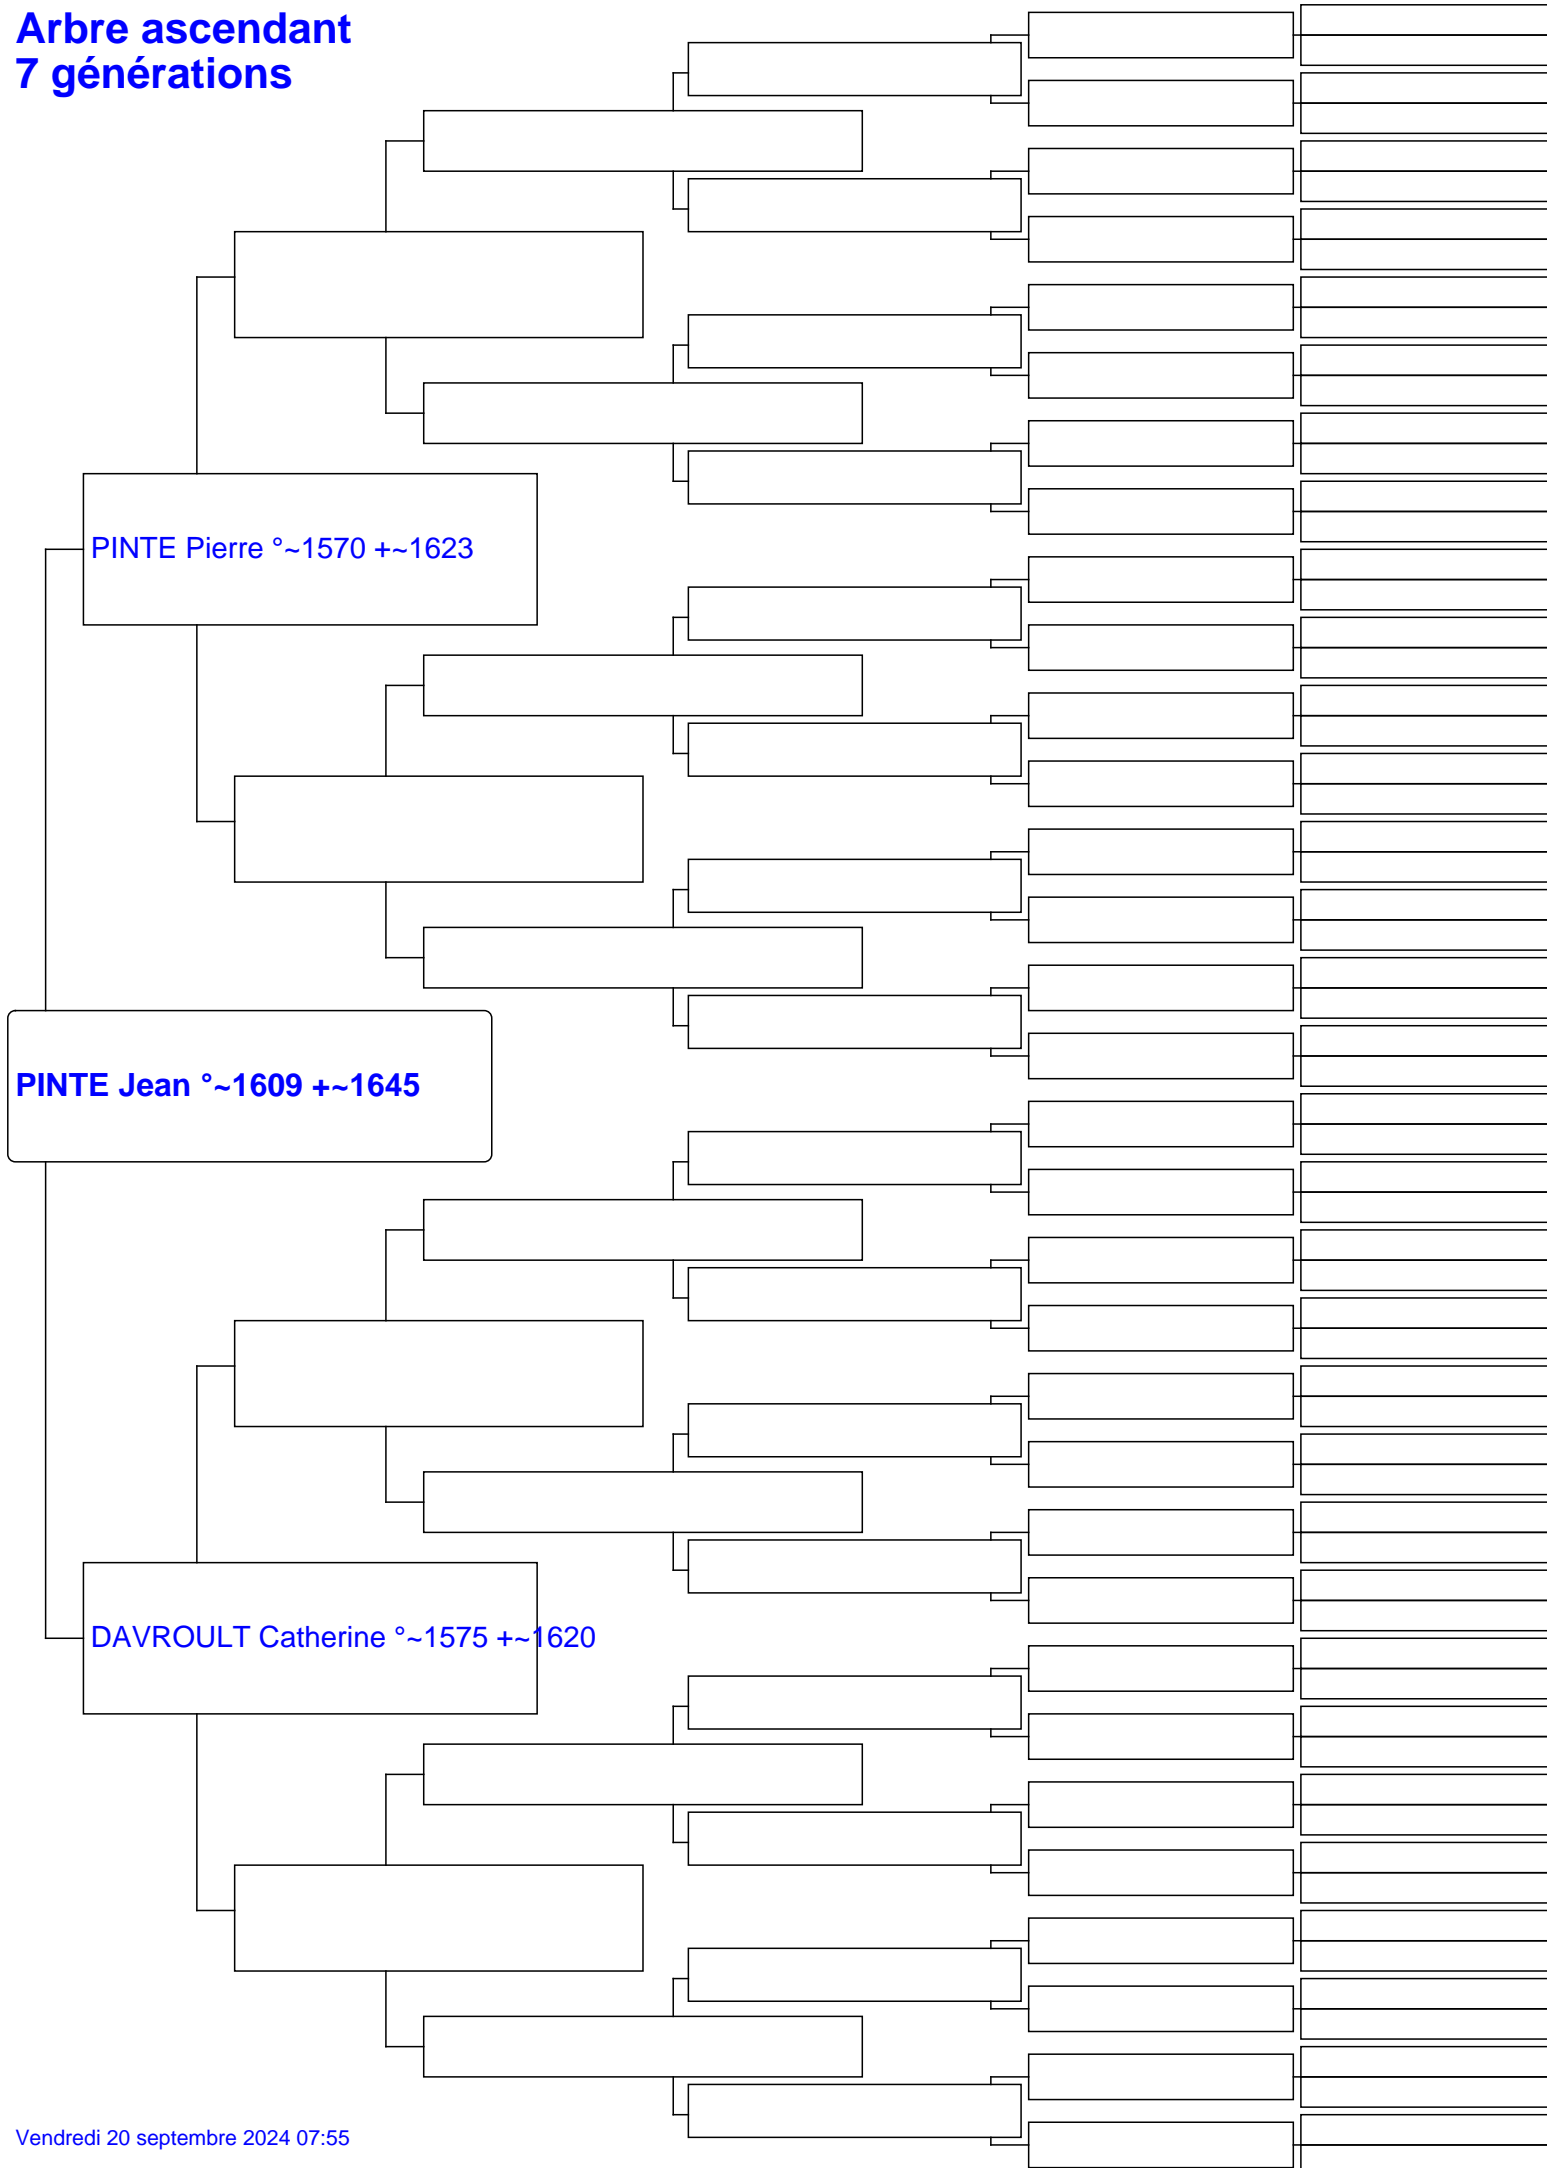 Arbre ascendant
7 générations
PINTE Pierre °~1570 +~1623
PINTE Jean °~1609 +~1645
DAVROULT Catherine °~1575 +~1620
Vendredi 20 septembre 2024 07:55